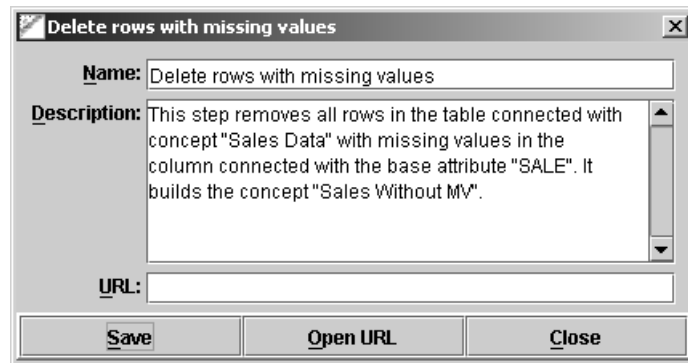 Delete rows with missing values
Name: Delete rows with missing values
Description: This step removes all rows in the table connected with
concept "Sales Data" with missing values in the
column connected with the base attribute "SALE". It
builds the concept "Sales Without MV".
URL:
Save Open URL Close